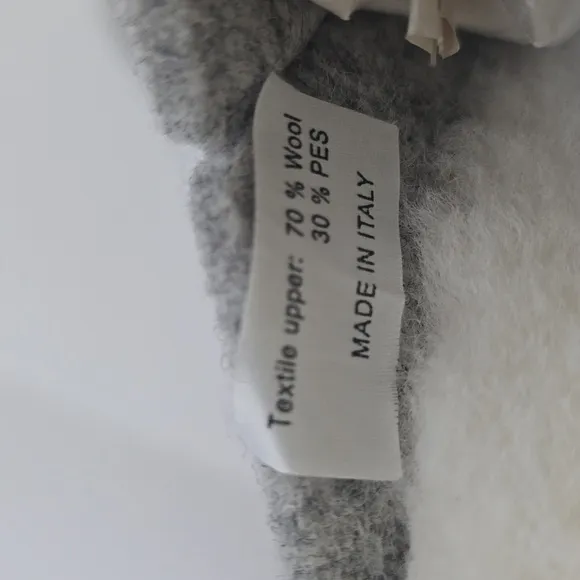 Textile upper: 70 % Wool
30 % PES
MADE IN ITALY